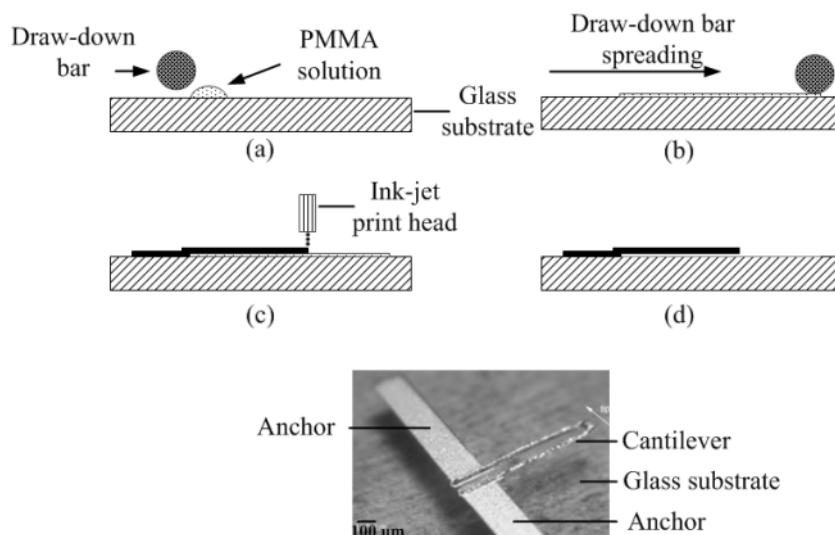 Draw-down
bar
PMMA
solution
Glass
substrate
(a)
Draw-down bar
spreading
(b)
Ink-jet
print head
(c)
(d)
Anchor
Cantilever
Glass substrate
Anchor
100 μm